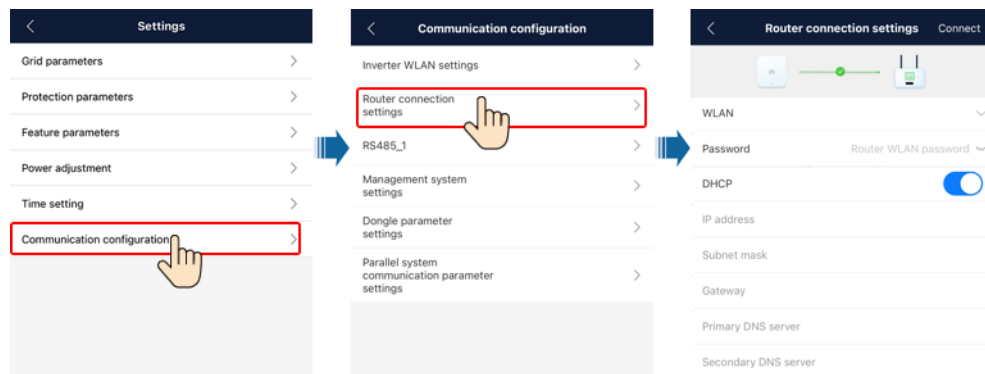 Settings
Grid parameters
Protection parameters
Feature parameters
Power adjustment
Time setting
Communication configuration
Communication configuration
Inverter WLAN settings
Router connection
settings
RS485_1
Management system
settings
Dongle parameter
settings
Parallel system
communication parameter
settings
Router connection settings Connect
WLAN
Password Router WLAN password
DHCP
IP address
Subnet mask
Gateway
Primary DNS server
Secondary DNS server